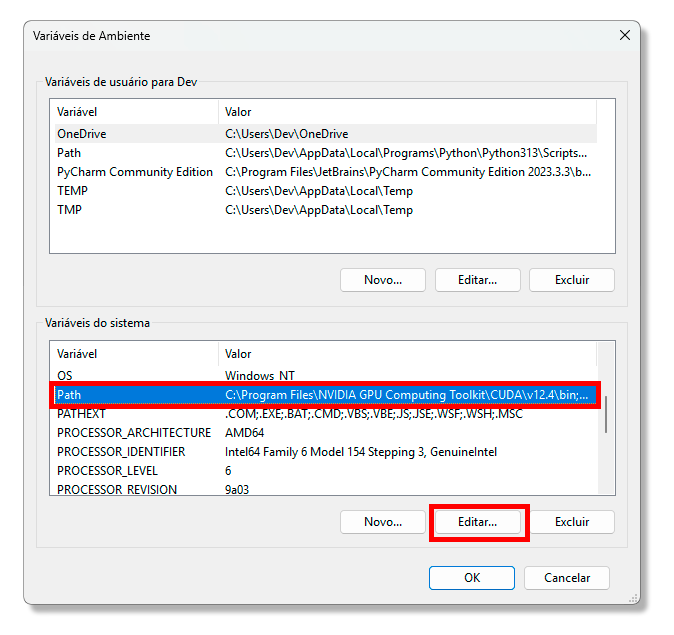 Variáveis de Ambiente
Variáveis de usuário para Dev
Variável Valor
OneDrive C:\Users\Dev\OneDrive
Path C:\Users\Dev\AppData\Local\Programs\Python\Python313\Scripts...
PyCharm Community Edition C:\Program Files\JetBrains\PyCharm Community Edition 2023.3.3\b...
TEMP C:\Users\Dev\AppData\Local\Temp
TMP C:\Users\Dev\AppData\Local\Temp
Novo... Editar... Excluir
Variáveis do sistema
Variável Valor
OS Windows_NT
Path C:\Program Files\NVIDIA GPU Computing Toolkit\CUDA\v12.4\bin;...
PATHEXT .COM;.EXE;.BAT;.CMD;.VBS;.VBE;.JS;.JSE;.WSF;.WSH;.MSC
PROCESSOR_ARCHITECTURE AMD64
PROCESSOR_IDENTIFIER Intel64 Family 6 Model 154 Stepping 3, GenuineIntel
PROCESSOR_LEVEL 6
PROCESSOR_REVISION 9a03
Novo... Editar... Excluir
OK Cancelar